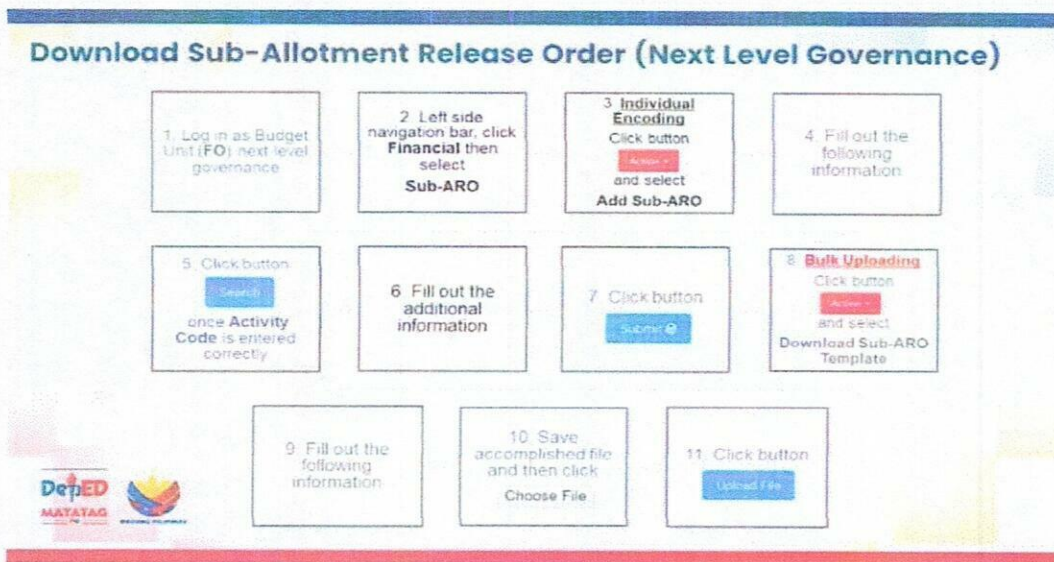 Download Sub-Allotment Release Order (Next Level Governance)
1. Log in as Budget
Unit (FO) next level
governance
2 Left side
navigation bar, click
Financial then
select
Sub-ARO
3 Individual
Encoding
Click button
Action
and select
Add Sub-ARO
4. Fill out the
following
information
5. Click button
Search
once Activity
Code is entered
correctly
6 Fill out the
additional
information
7. Click button
Submit
8 Bulk Uploading
Click button
Action
and select
Download Sub-ARO
Template
9. Fill out the
following
information
10. Save
accomplished file
and then click
Choose File
11. Click button
Upload File
DepED
MATATAG
BAGONG PILIPINAS